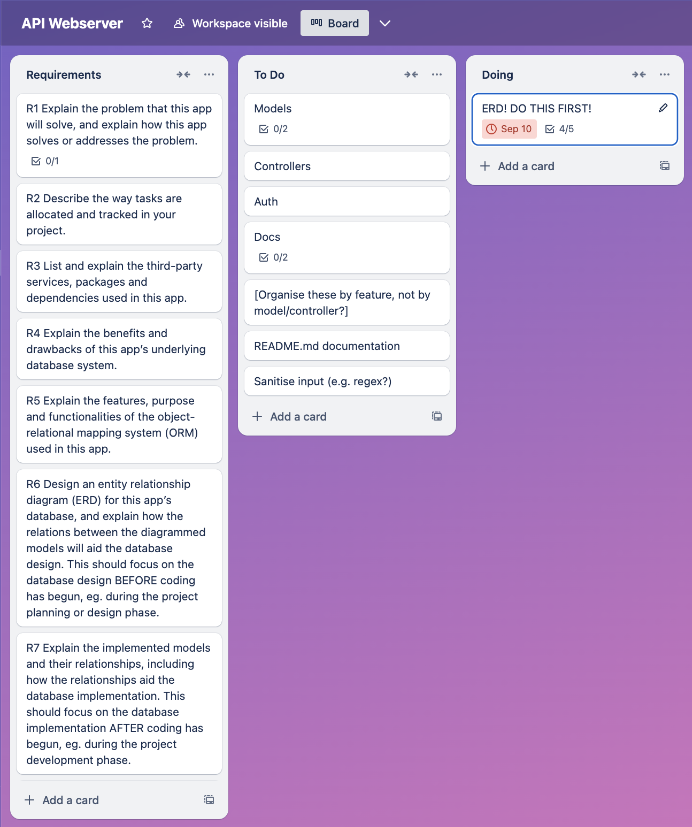 API Webserver
Workspace visible
Board
Requirements
R1 Explain the problem that this app
will solve, and explain how this app
solves or addresses the problem.
0/1
R2 Describe the way tasks are
allocated and tracked in your
project.
R3 List and explain the third-party
services, packages and
dependencies used in this app.
R4 Explain the benefits and
drawbacks of this app's underlying
database system.
R5 Explain the features, purpose
and functionalities of the object-
relational mapping system (ORM)
used in this app.
R6 Design an entity relationship
diagram (ERD) for this app's
database, and explain how the
relations between the diagrammed
models will aid the database
design. This should focus on the
database design BEFORE coding
has begun, eg. during the project
planning or design phase.
R7 Explain the implemented models
and their relationships, including
how the relationships aid the
database implementation. This
should focus on the database
implementation AFTER coding has
begun, eg. during the project
development phase.
Add a card
To Do
Models
0/2
Controllers
Auth
Docs
0/2
[Organise these by feature, not by
model/controller?]
README.md documentation
Sanitise input (e.g. regex?)
Add a card
Doing
ERD! DO THIS FIRST!
Sep 10
4/5
Add a card